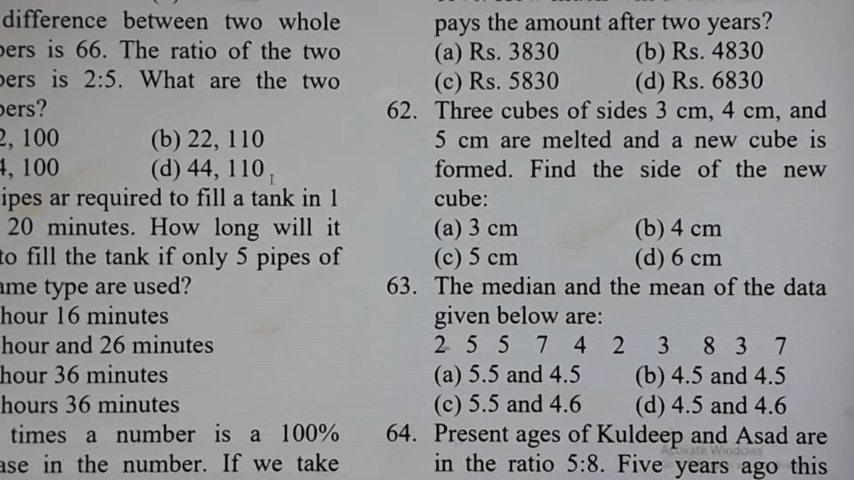 difference between two whole
is 66. The ratio of the two
is 2:5. What are the two
100
(b) 22, 110
100
(d) 44, 110
ar required to fill a tank in 1
20 minutes. How long will it
to fill the tank if only 5 pipes of
type are used?
hour 16 minutes
hour and 26 minutes
hour 36 minutes
hours 36 minutes
times a number is a 100%
in the number. If we take
pays the amount after two years?
(a) Rs. 3830 (b) Rs. 4830
(c) Rs. 5830 (d) Rs. 6830
62. Three cubes of sides 3 cm, 4 cm, and
5 cm are melted and a new cube is
formed. Find the side of the new
cube:
(a) 3 cm (b) 4 cm
(c) 5 cm (d) 6 cm
63. The median and the mean of the data
given below are:
2 5 5 7 4 2 3 8 3 7
(a) 5.5 and 4.5 (b) 4.5 and 4.5
(c) 5.5 and 4.6 (d) 4.5 and 4.6
64. Present ages of Kuldeep and Asad are
Activate Windows
in the ratio 5:8. Five years ago this